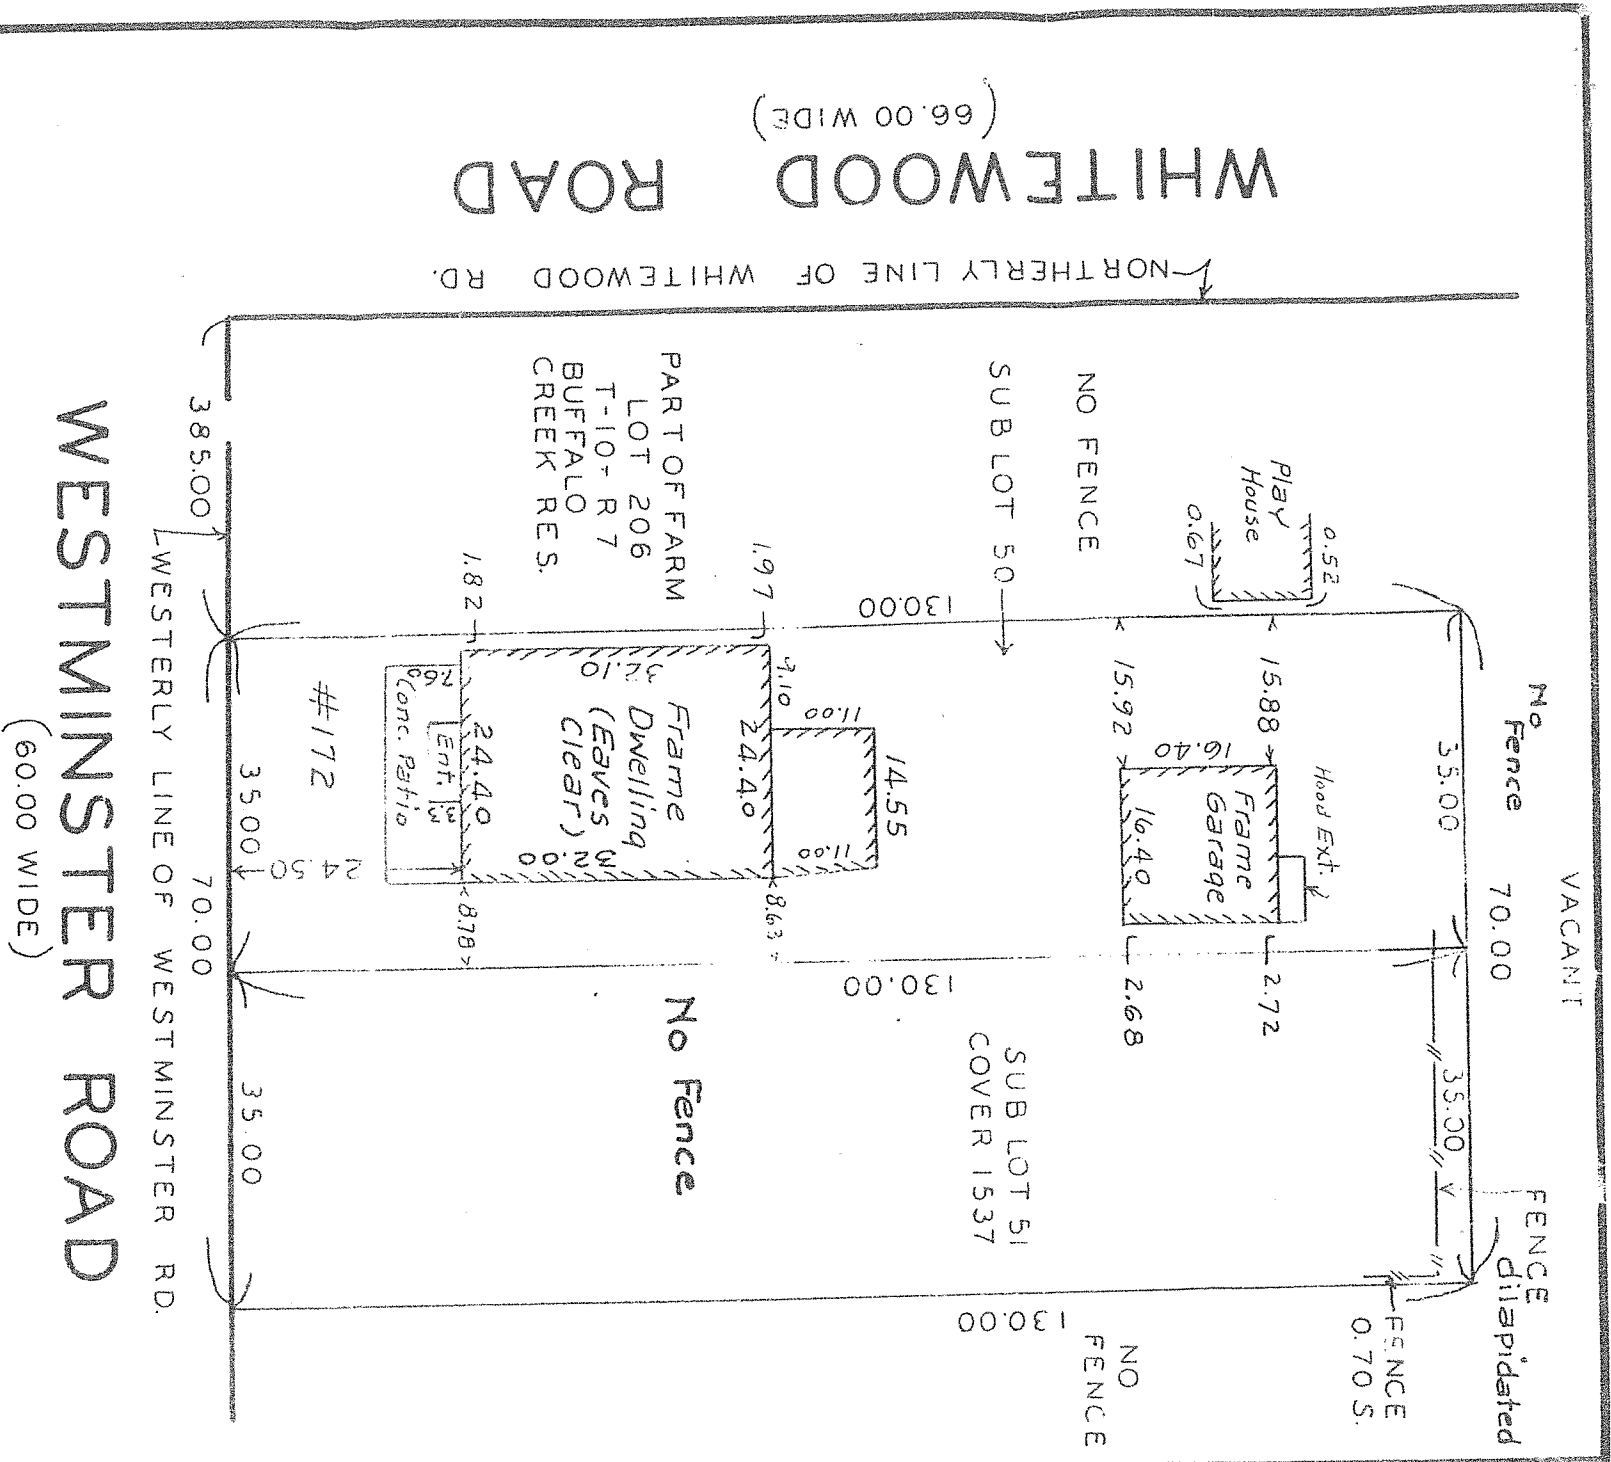 WHITEWOOD ROAD
(66.00 WIDE)
NORTHERLY LINE OF WHITEWOOD RD.
VACANT
No
Fence
70.00
35.00
35.00
FENCE
dilapidated
FENCE
0.70 S.
Play
House
0.52
0.67
NO FENCE
SUB LOT 50
130.00
15.88
15.92
Hood Ext.
16.40
Frame
Garage
16.40
2.72
2.68
PART OF FARM
LOT 206
T-10-R7
BUFFALO
CREEK RES.
14.55
11.00
11.00
7.10
1.97
1.82
24.40
Frame
Dwelling
(Eaves
Clear)
32.10
32.00
24.40
8.63
8.78
Ent.
7.60
Conc. Patio
24.50
#172
130.00
SUB LOT 51
COVER 1537
No Fence
130.00
NO
FENCE
385.00
35.00
70.00
35.00
WESTERLY LINE OF WESTMINSTER RD.
WESTMINSTER ROAD
(60.00 WIDE)